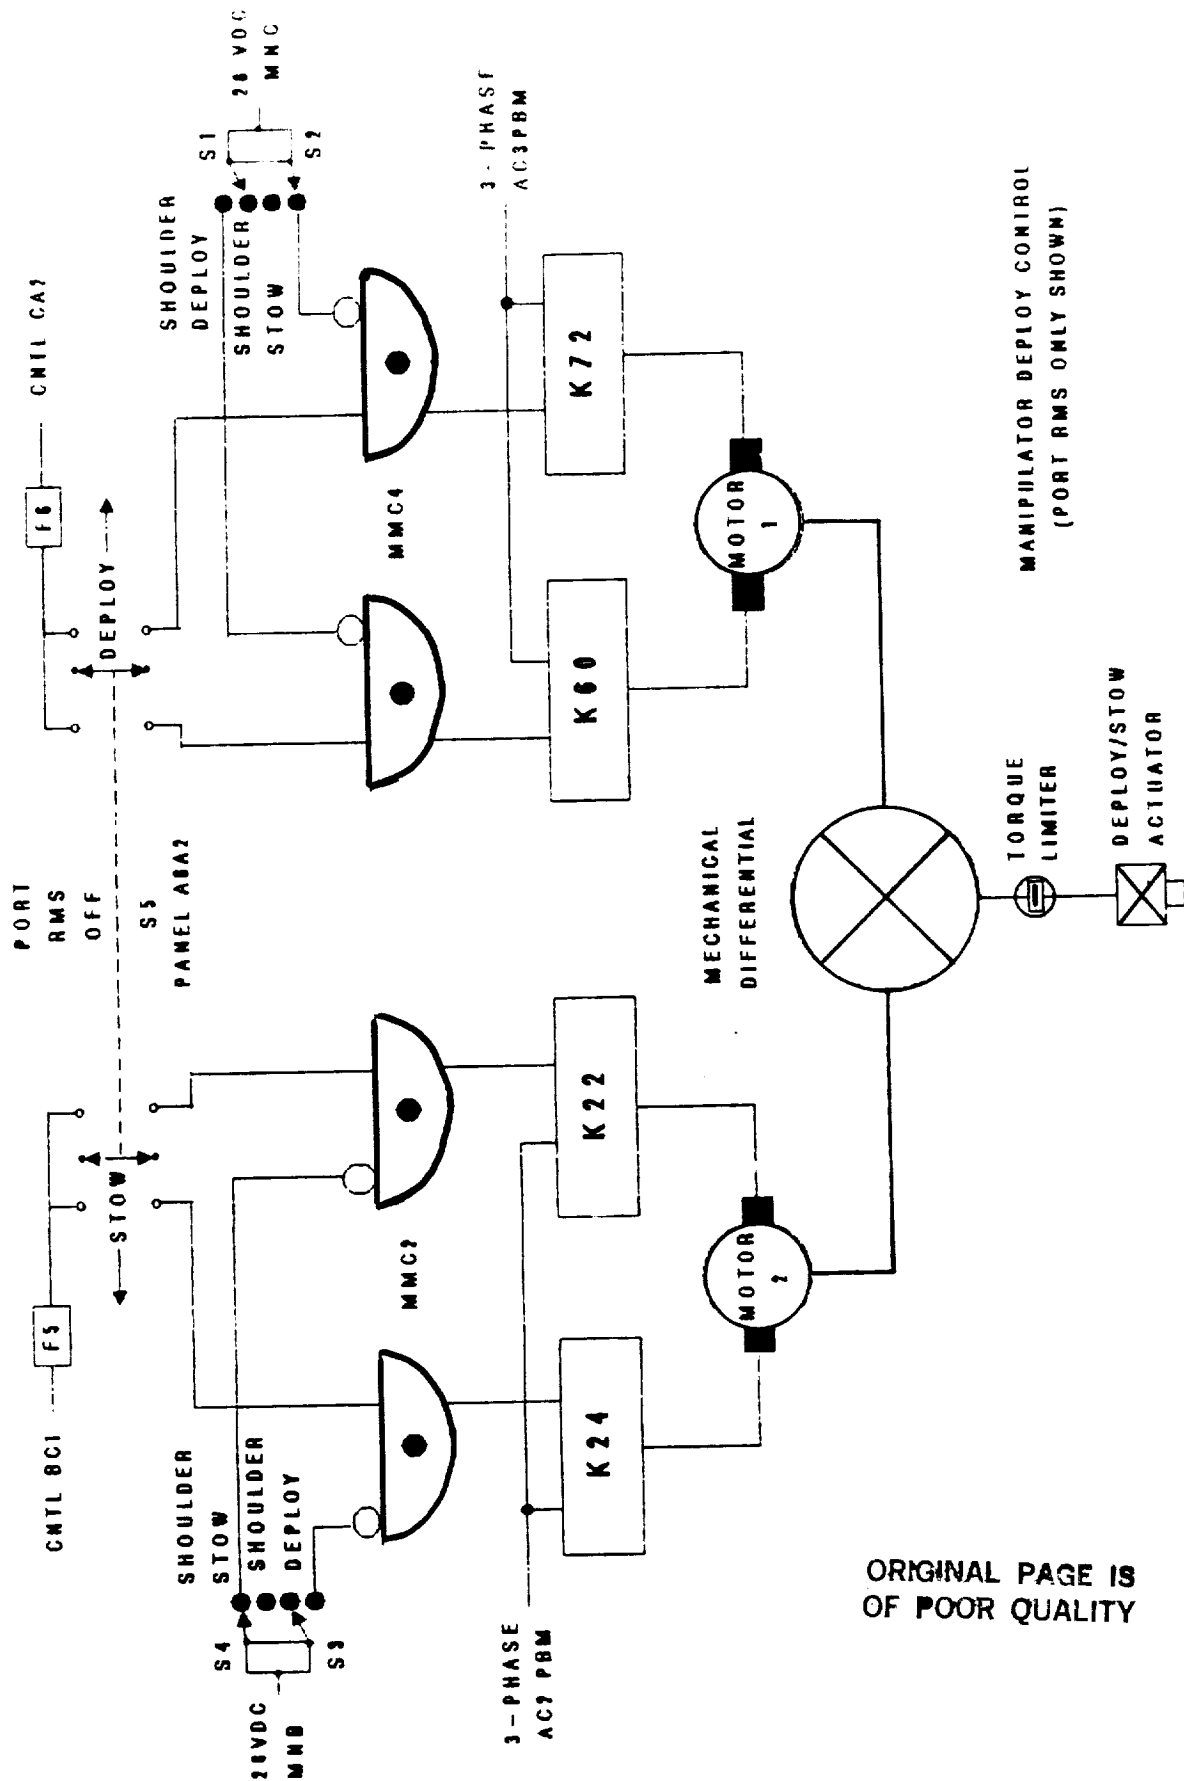 CNTL BC1
F5
STOW
PORT
RMS
OFF
S5
PANEL A8A2
DEPLOY
F6
CNTL CA2
28VDC
MNB
S4
S3
SHOULDER
STOW
SHOULDER
DEPLOY
MMC2
MMC4
SHOULDER
DEPLOY
SHOULDER
STOW
S1
S2
28 VDC
MNC
3-PHASE
AC2 PBM
K24
K22
K60
K72
3-PHASE
AC3PBM
MOTOR
2
MECHANICAL
DIFFERENTIAL
MOTOR
1
TORQUE
LIMITER
DEPLOY/STOW
ACTUATOR
MANIPULATOR DEPLOY CONTROL
(PORT RMS ONLY SHOWN)
ORIGINAL PAGE IS
OF POOR QUALITY